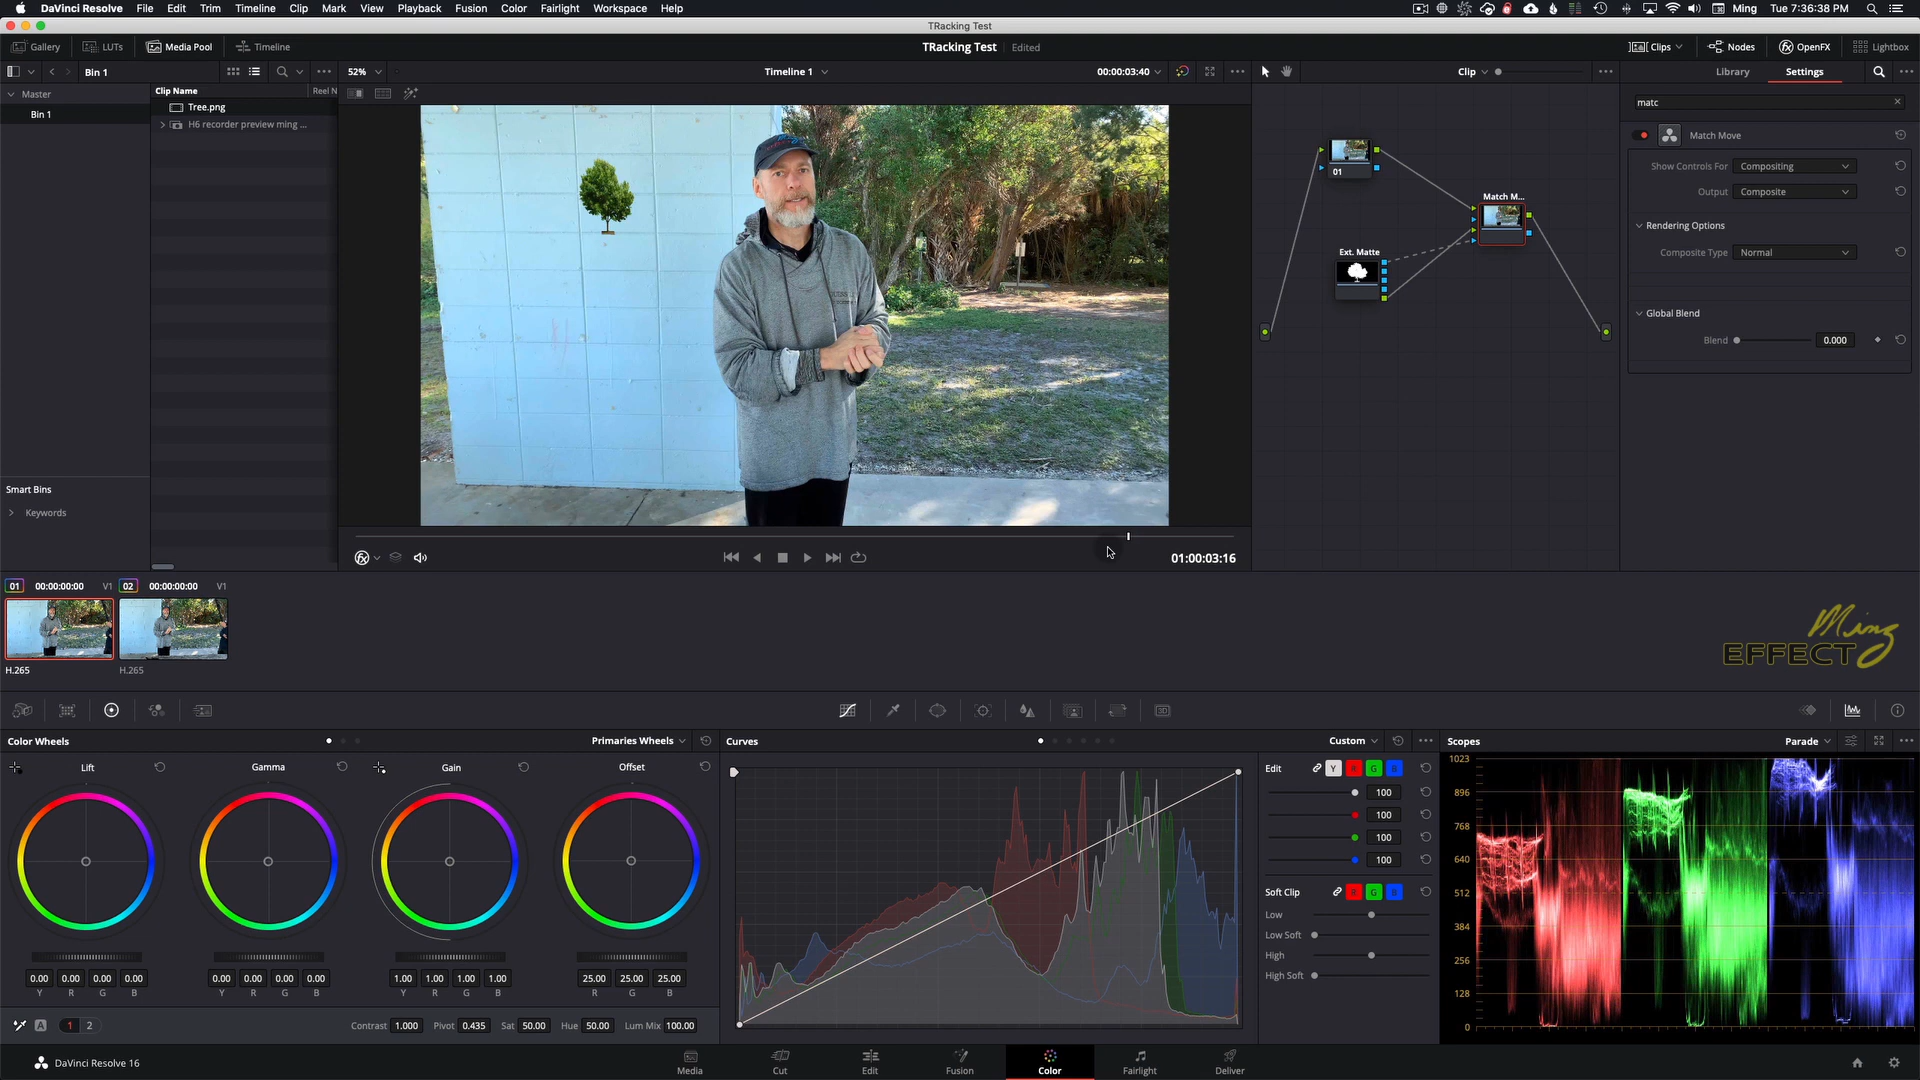 DaVinci Resolve File Edit Trim Timeline Clip Mark View Playback Fusion Color Fairlight Workspace Help Ming Tue 7:36:38 PM
TRacking Test
Gallery LUTs Media Pool Timeline TRacking Test Edited Clips Nodes OpenFX Lightbox
Bin 1 52% Timeline 1 00:00:03:40 Clip Library Settings
Master Clip Name Reel N
Bin 1 Tree.png
H6 recorder preview ming ...
matc
Match Move
Show Controls For Compositing
Output Composite
Rendering Options
Composite Type Normal
Global Blend
Blend 0.000
01
Match M...
Ext. Matte
Smart Bins
Keywords
01:00:03:16
01 00:00:00:00 V1 02 00:00:00:00 V1
H.265 H.265
Ming
EFFECT
Color Wheels Primaries Wheels Curves Custom Scopes Parade
Lift Gamma Gain Offset
0.00 0.00 0.00 0.00 0.00 0.00 0.00 0.00 1.00 1.00 1.00 1.00 25.00 25.00 25.00
Y R G B Y R G B Y R G B R G B
A 1 2 Contrast 1.000 Pivot 0.435 Sat 50.00 Hue 50.00 Lum Mix 100.00
Edit Y R G B
100
100
100
100
Soft Clip R G B
Low
Low Soft
High
High Soft
1023
896
768
640
512
384
256
128
0
DaVinci Resolve 16
Media Cut Edit Fusion Color Fairlight Deliver